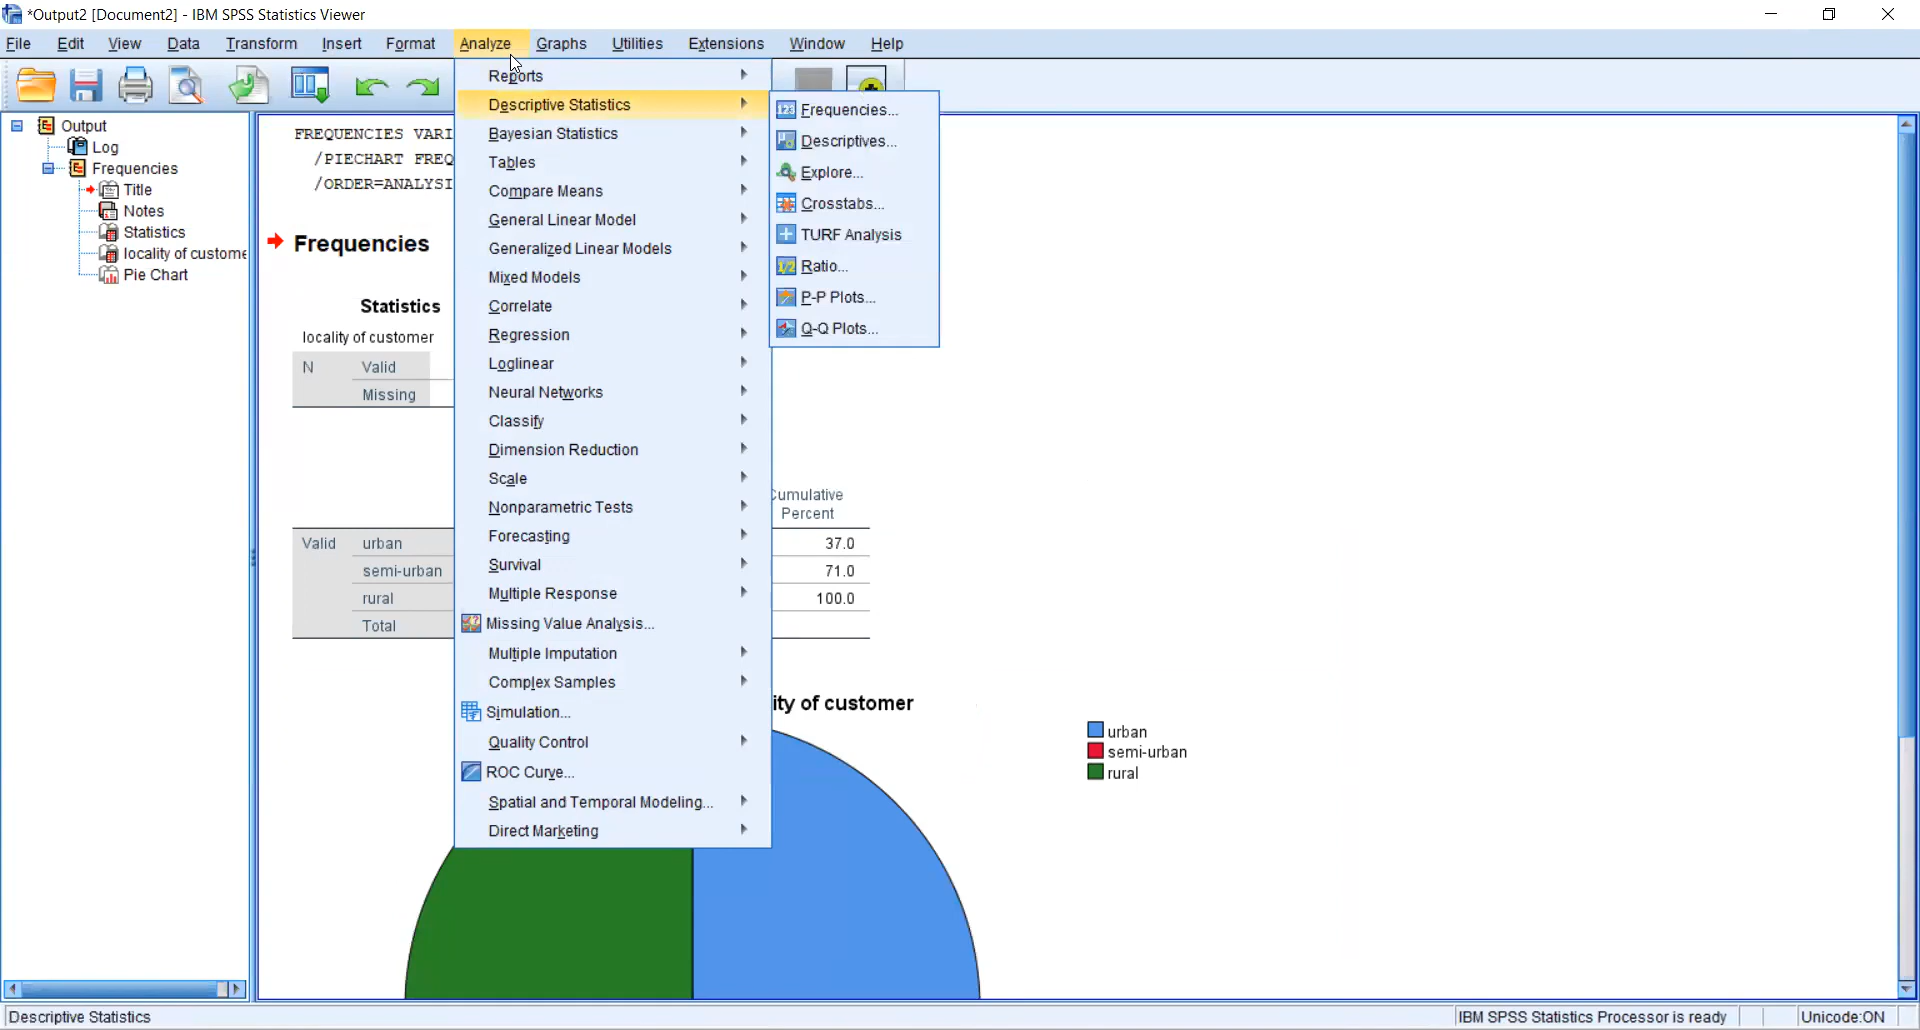 *Output2 [Document2] - IBM SPSS Statistics Viewer
File Edit View Data Transform Insert Format Analyze Graphs Utilities Extensions Window Help
Output
Log
Frequencies
Title
Notes
Statistics
locality of custome
Pie Chart
FREQUENCIES VARI
/PIECHART FREQ
/ORDER=ANALYSI
Frequencies
Statistics
locality of customer
N Valid
Missing
Cumulative
Percent
Valid urban 37.0
semi-urban 71.0
rural 100.0
Total
ity of customer
urban
semi-urban
rural
Reports
Descriptive Statistics
Bayesian Statistics
Tables
Compare Means
General Linear Model
Generalized Linear Models
Mixed Models
Correlate
Regression
Loglinear
Neural Networks
Classify
Dimension Reduction
Scale
Nonparametric Tests
Forecasting
Survival
Multiple Response
Missing Value Analysis...
Multiple Imputation
Complex Samples
Simulation...
Quality Control
ROC Curve...
Spatial and Temporal Modeling...
Direct Marketing
Frequencies...
Descriptives...
Explore...
Crosstabs...
TURF Analysis
Ratio...
P-P Plots...
Q-Q Plots...
Descriptive Statistics
IBM SPSS Statistics Processor is ready
Unicode:ON